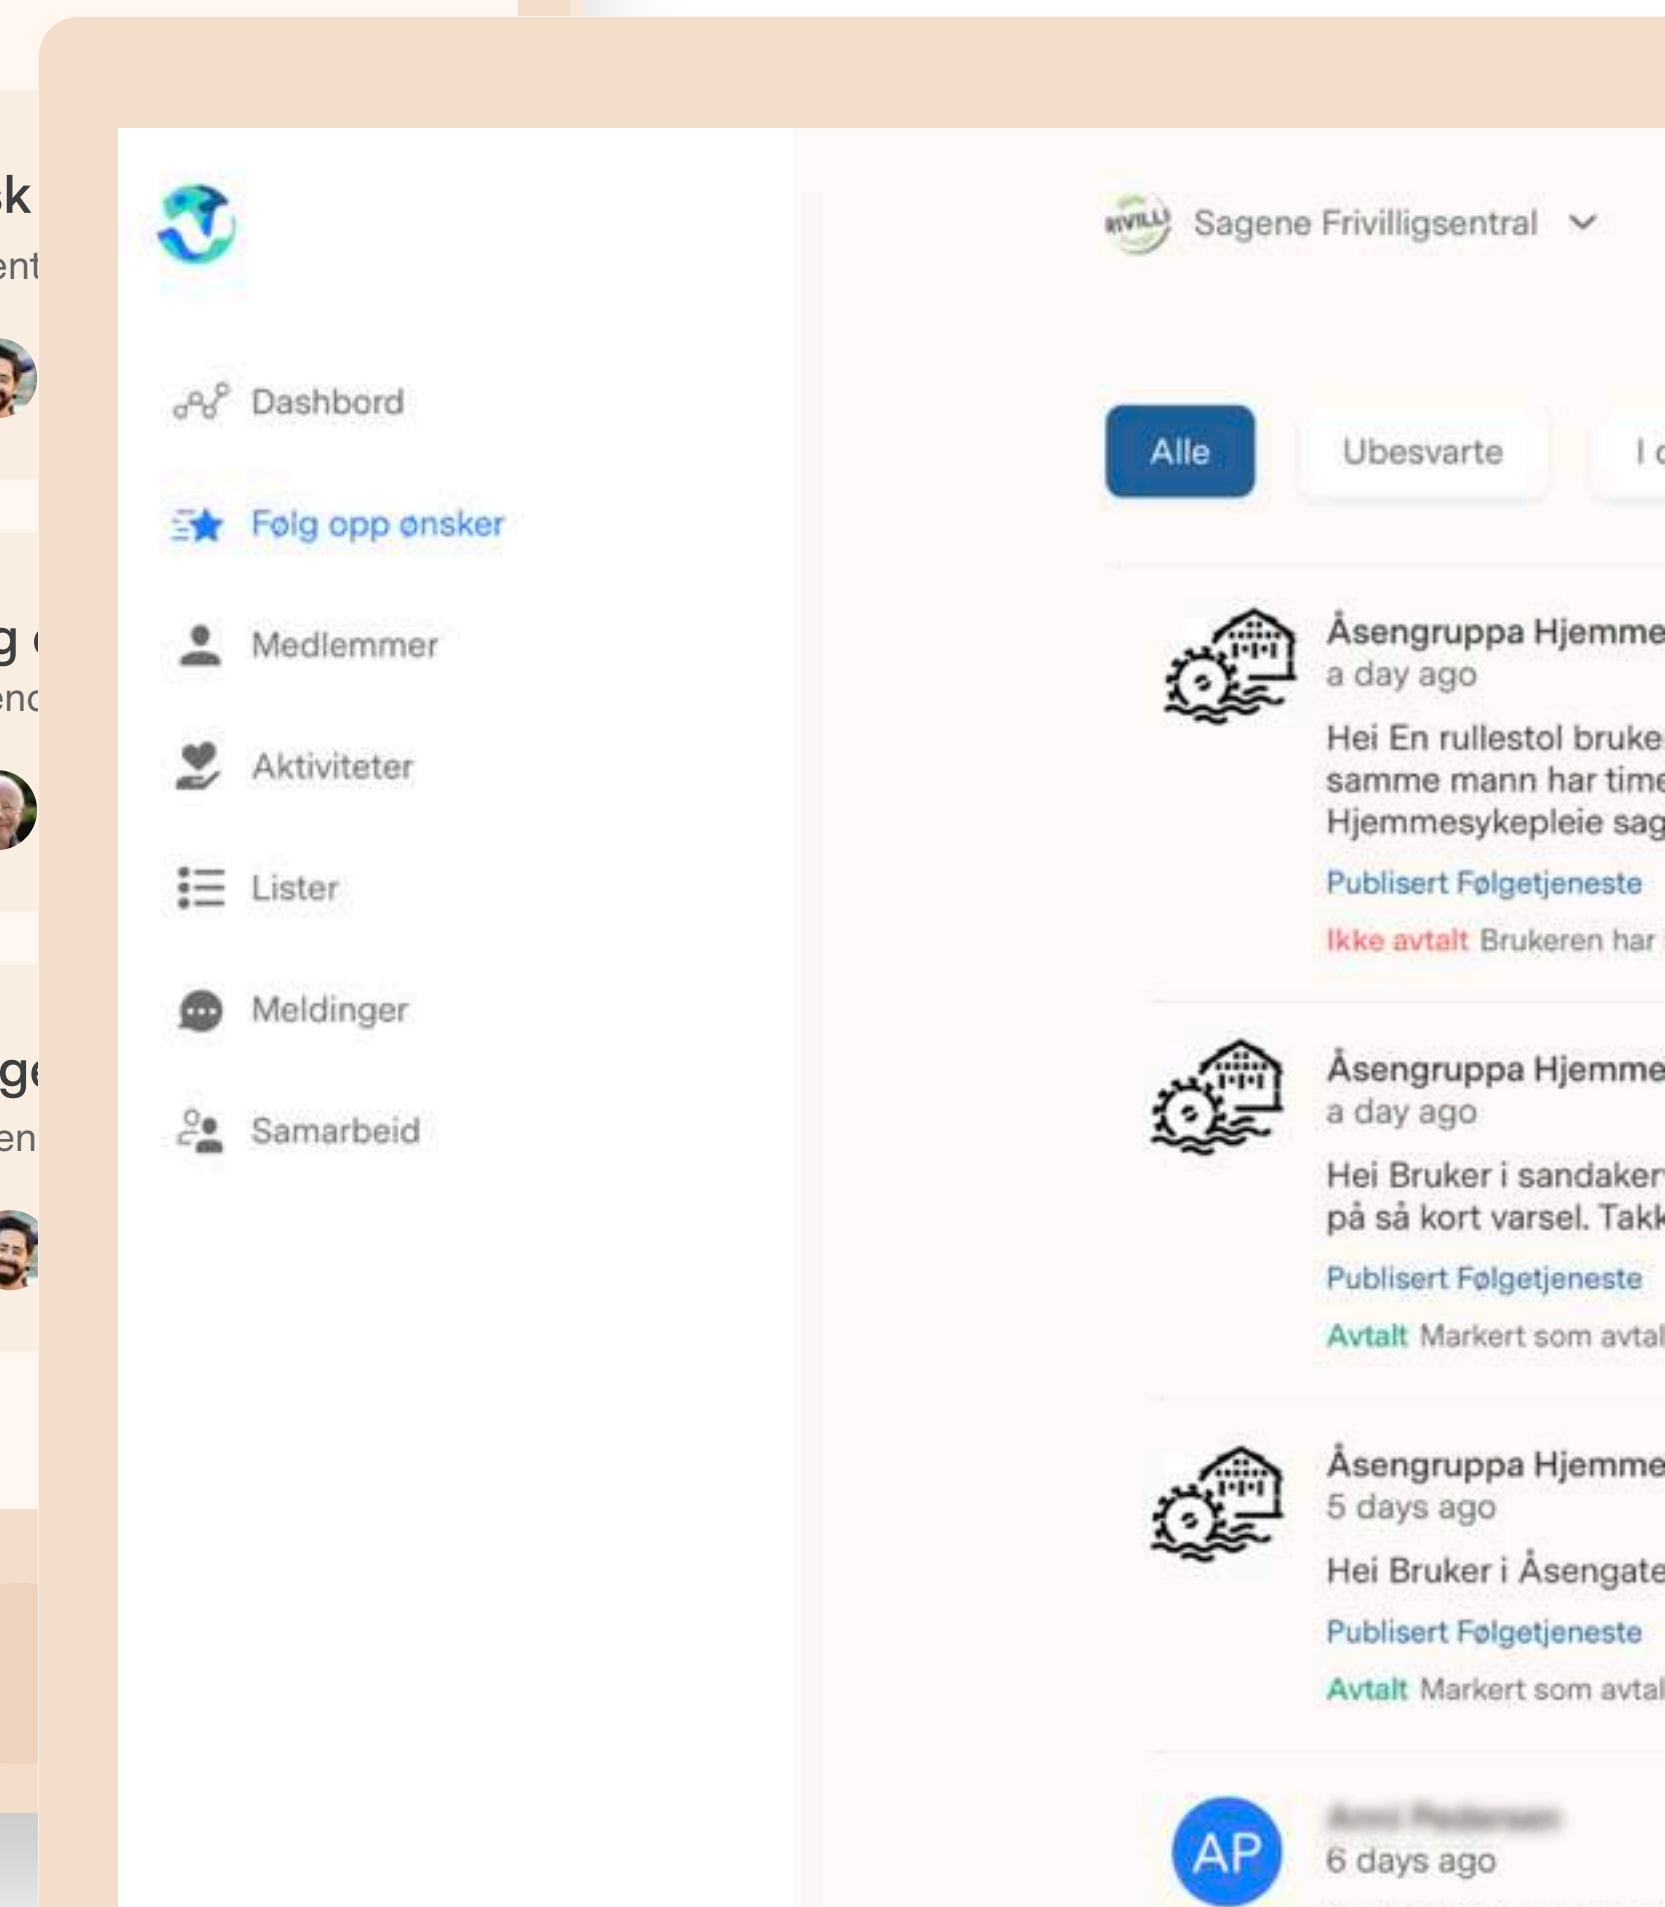 Sagene Frivilligsentral
Dashbord
Følg opp ønsker
Medlemmer
Aktiviteter
Lister
Meldinger
Samarbeid
Alle
Ubesvarte
I
Åsengruppa Hjemme
a day ago
Hei En rullestol bruke
samme mann har time
Hjemmesykepleie sag
Publisert Følgetjeneste
Ikke avtalt Brukeren har
Åsengruppa Hjemme
a day ago
Hei Bruker i sandaker
på så kort varsel. Takk
Publisert Følgetjeneste
Avtalt Markert som avtal
Åsengruppa Hjemme
5 days ago
Hei Bruker i Åsengate
Publisert Følgetjeneste
Avtalt Markert som avtal
AP
6 days ago